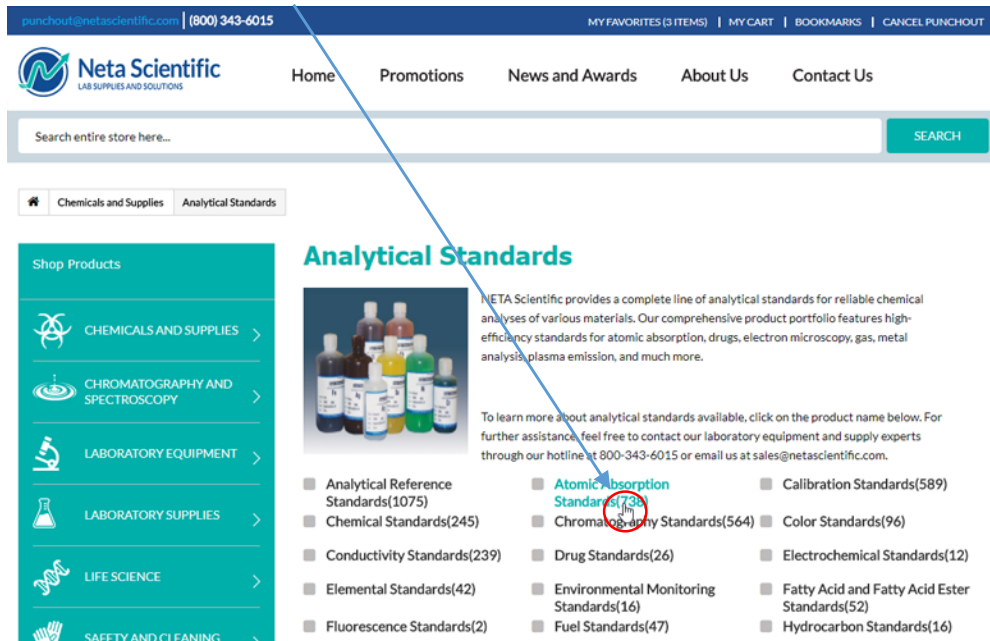 punchout@netascientific.com | (800) 343-6015
MY FAVORITES (3 ITEMS) | MY CART | BOOKMARKS | CANCEL PUNCHOUT
Neta Scientific
LAB SUPPLIES AND SOLUTIONS
Home Promotions News and Awards About Us Contact Us
Search entire store here...
SEARCH
Chemicals and Supplies Analytical Standards
Shop Products
CHEMICALS AND SUPPLIES
CHROMATOGRAPHY AND
SPECTROSCOPY
LABORATORY EQUIPMENT
LABORATORY SUPPLIES
LIFE SCIENCE
SAFETY AND CLEANING
Analytical Standards
NETA Scientific provides a complete line of analytical standards for reliable chemical
analyses of various materials. Our comprehensive product portfolio features high-
efficiency standards for atomic absorption, drugs, electron microscopy, gas, metal
analysis, plasma emission, and much more.
To learn more about analytical standards available, click on the product name below. For
further assistance, feel free to contact our laboratory equipment and supply experts
through our hotline at 800-343-6015 or email us at sales@netascientific.com.
Analytical Reference
Standards(1075)
Atomic Absorption
Standards(738)
Calibration Standards(589)
Chemical Standards(245)
Chromatography Standards(564)
Color Standards(96)
Conductivity Standards(239)
Drug Standards(26)
Electrochemical Standards(12)
Elemental Standards(42)
Environmental Monitoring
Standards(16)
Fatty Acid and Fatty Acid Ester
Standards(52)
Fluorescence Standards(2)
Fuel Standards(47)
Hydrocarbon Standards(16)